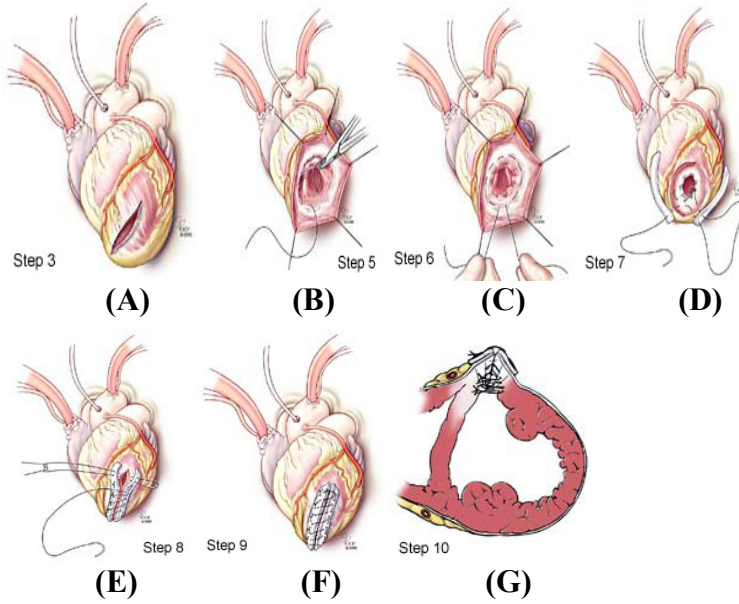 Step 3
Step 5
Step 6
Step 7
(A)
(B)
(C)
(D)
Step 8
Step 9
Step 10
(E)
(F)
(G)